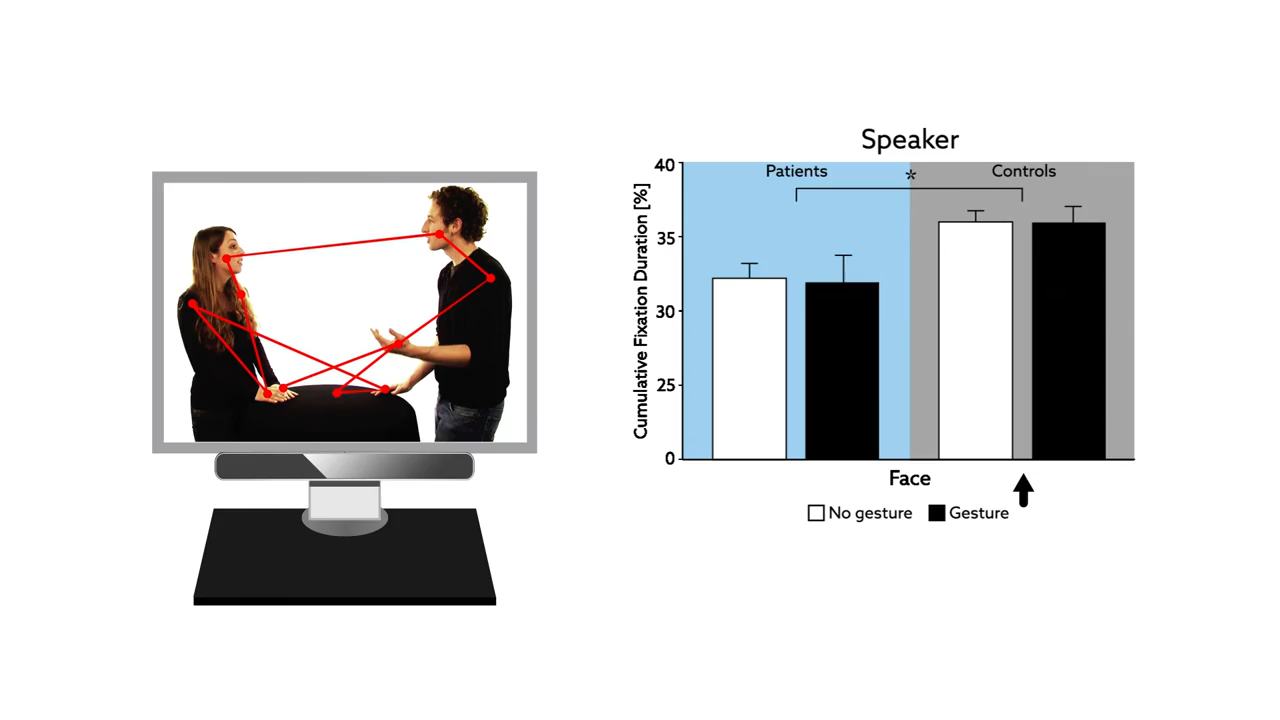 Speaker
Patients * Controls
40
35
30
25
0
Cumulative Fixation Duration [%]
Face
No gesture Gesture